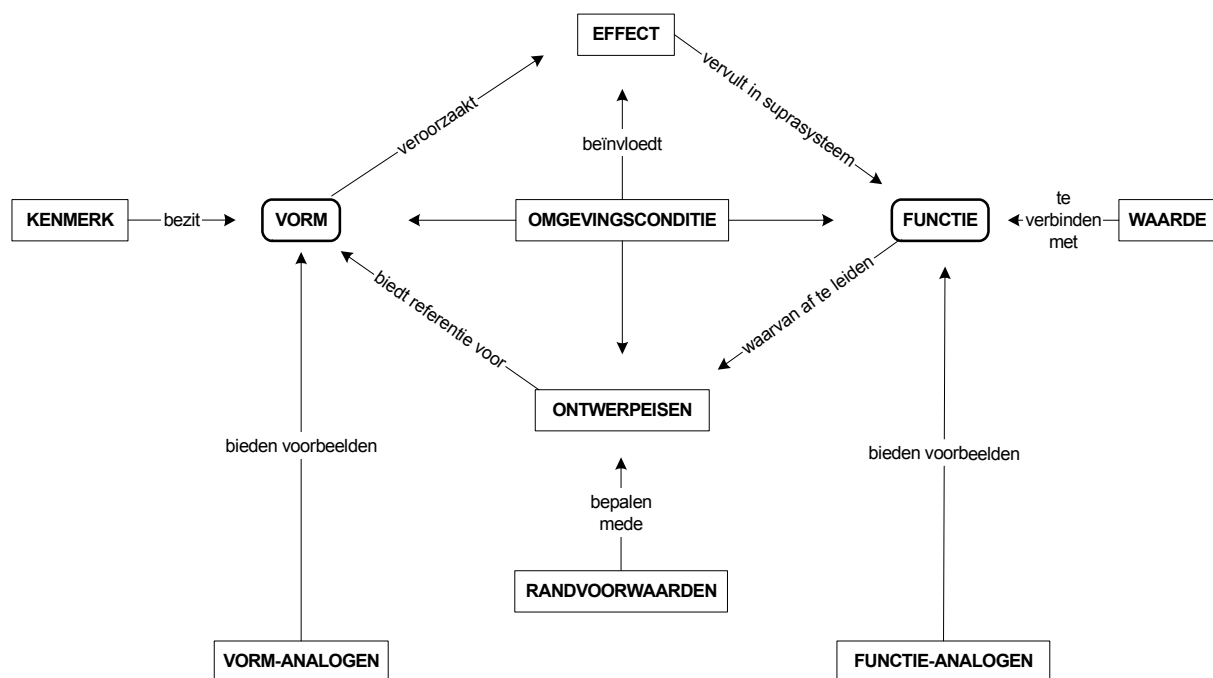 EFFECT
vervult in suprasysteem
veroorzaakt
beïnvloedt
KENMERK
bezit
VORM
OMGEVINGSCONDITIE
FUNCTIE
te
verbinden
met
WAARDE
biedt referentie voor
waarvan af te leiden
ONTWERPEISEN
bieden voorbeelden
bieden voorbeelden
bepalen
mede
RANDVOORWAARDEN
VORM-ANALOGEN
FUNCTIE-ANALOGEN